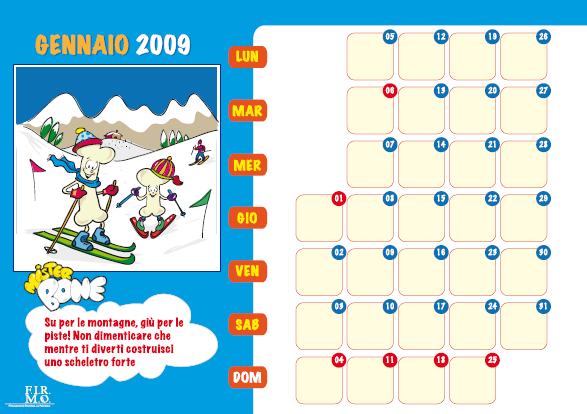 GENNAIO 2009
MISTER
BONE
Su per le montagne, giù per le
piste! Non dimenticare che
mentre ti diverti costruisci
uno scheletro forte
F.I.R.
M.O.
LUN 05 12 19 26
MAR 06 13 20 27
MER 07 14 21 28
GIO 01 08 15 22 29
VEN 02 09 16 23 30
SAB 03 10 17 24 31
DOM 04 11 18 25